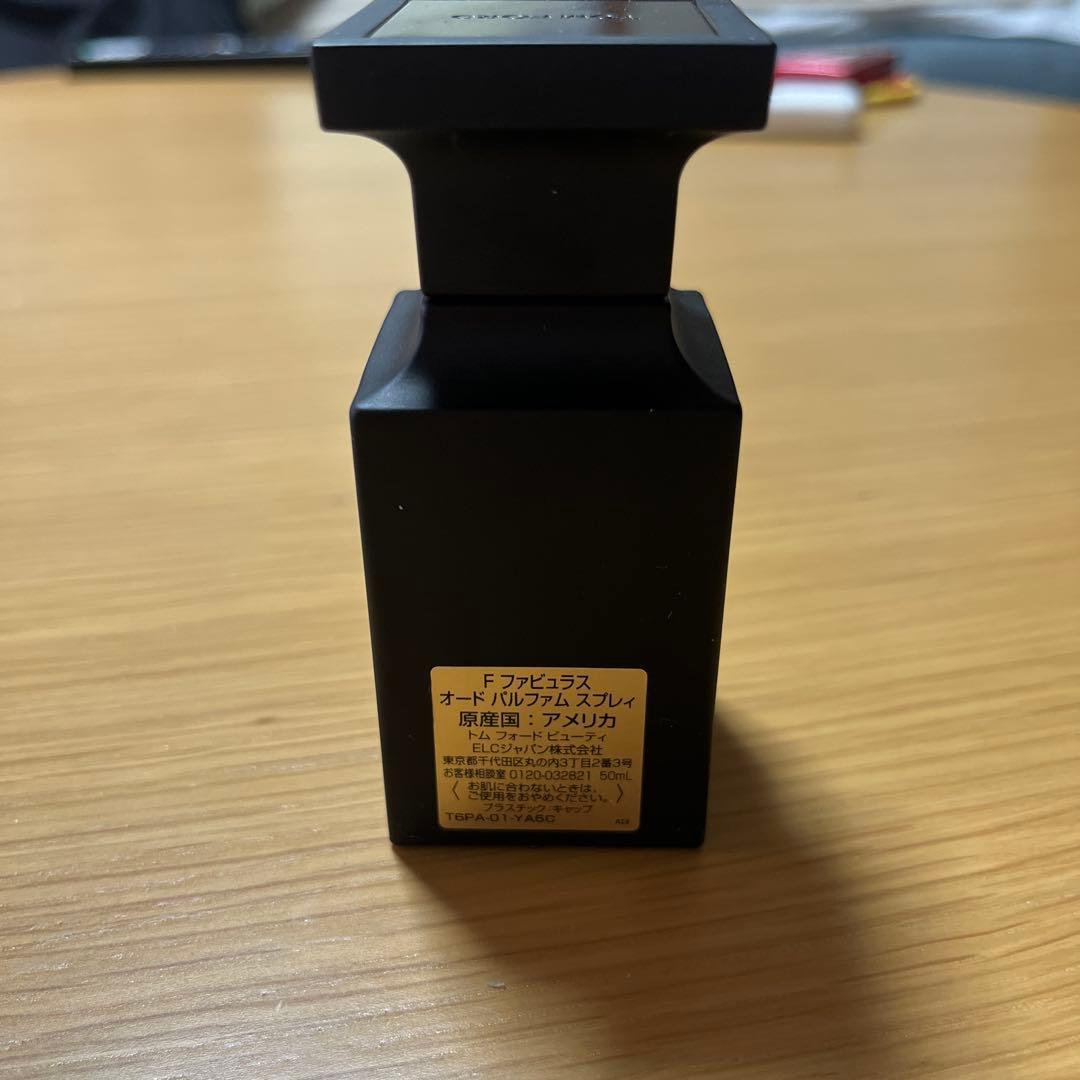 TOM FORD
F ファビュラス
オード パルファム スプレィ
原産国：アメリカ
トム フォード ビューティ
ELCジャパン株式会社
東京都千代田区丸の内3丁目2番3号
お客様相談室 0120-032821 50mL
〈 お肌に合わないときは、
ご使用をおやめください。 〉
プラスチック キャップ
T6PA-01-YA5C